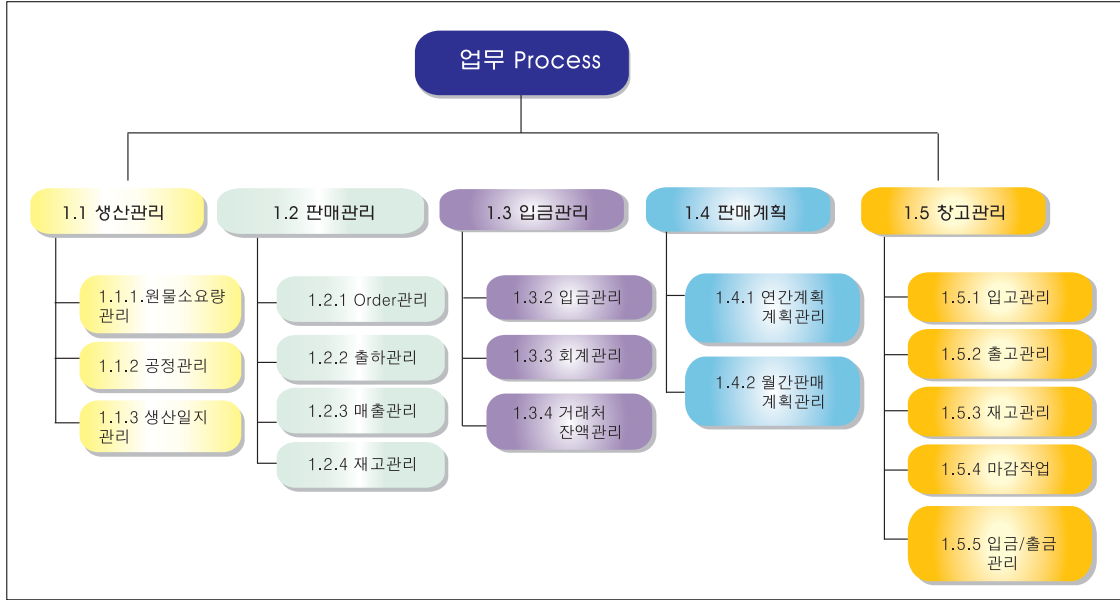 업무 Process
1.1 생산관리
1.1.1.원물소요량
관리
1.1.2 공정관리
1.1.3 생산일지
관리
1.2 판매관리
1.2.1 Order관리
1.2.2 출하관리
1.2.3 매출관리
1.2.4 재고관리
1.3 입금관리
1.3.2 입금관리
1.3.3 회계관리
1.3.4 거래처
잔액관리
1.4 판매계획
1.4.1 연간계획
계획관리
1.4.2 월간판매
계획관리
1.5 창고관리
1.5.1 입고관리
1.5.2 출고관리
1.5.3 재고관리
1.5.4 마감작업
1.5.5 입금/출금
관리